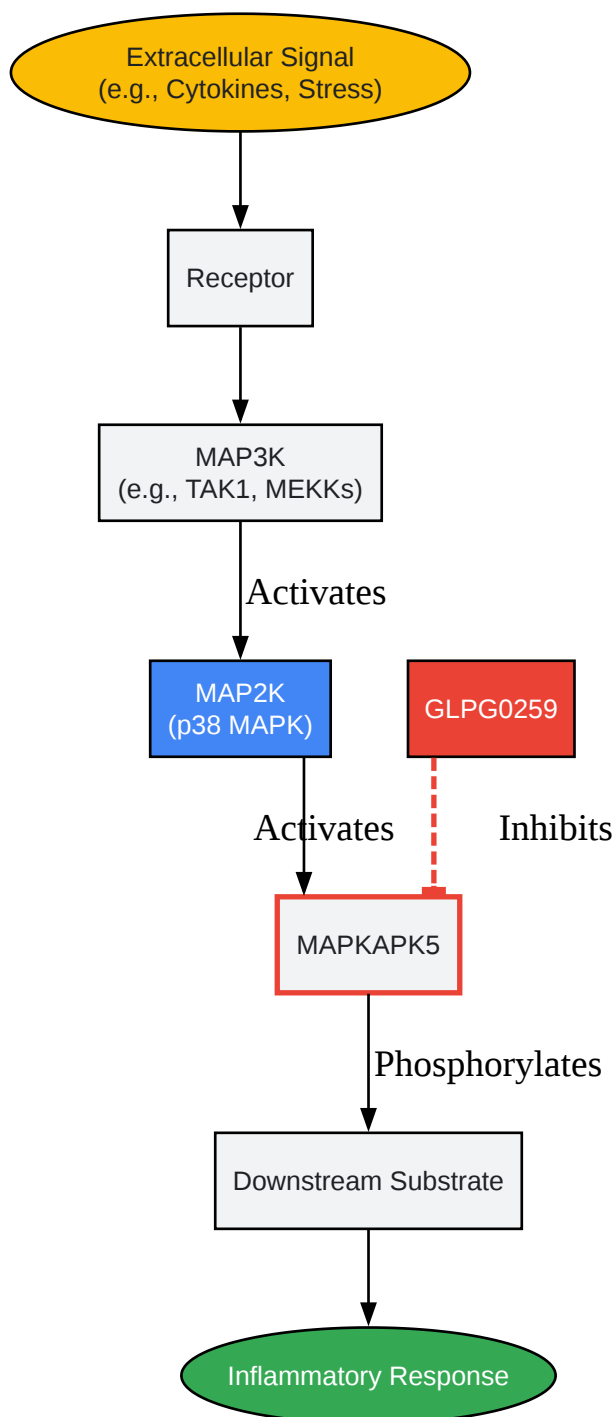 Extracellular Signal
(e.g., Cytokines, Stress)
Receptor
MAP3K
(e.g., TAK1, MEKKs)
Activates
MAP2K
(p38 MAPK)
GLPG0259
Activates
Inhibits
MAPKAPK5
Phosphorylates
Downstream Substrate
Inflammatory Response